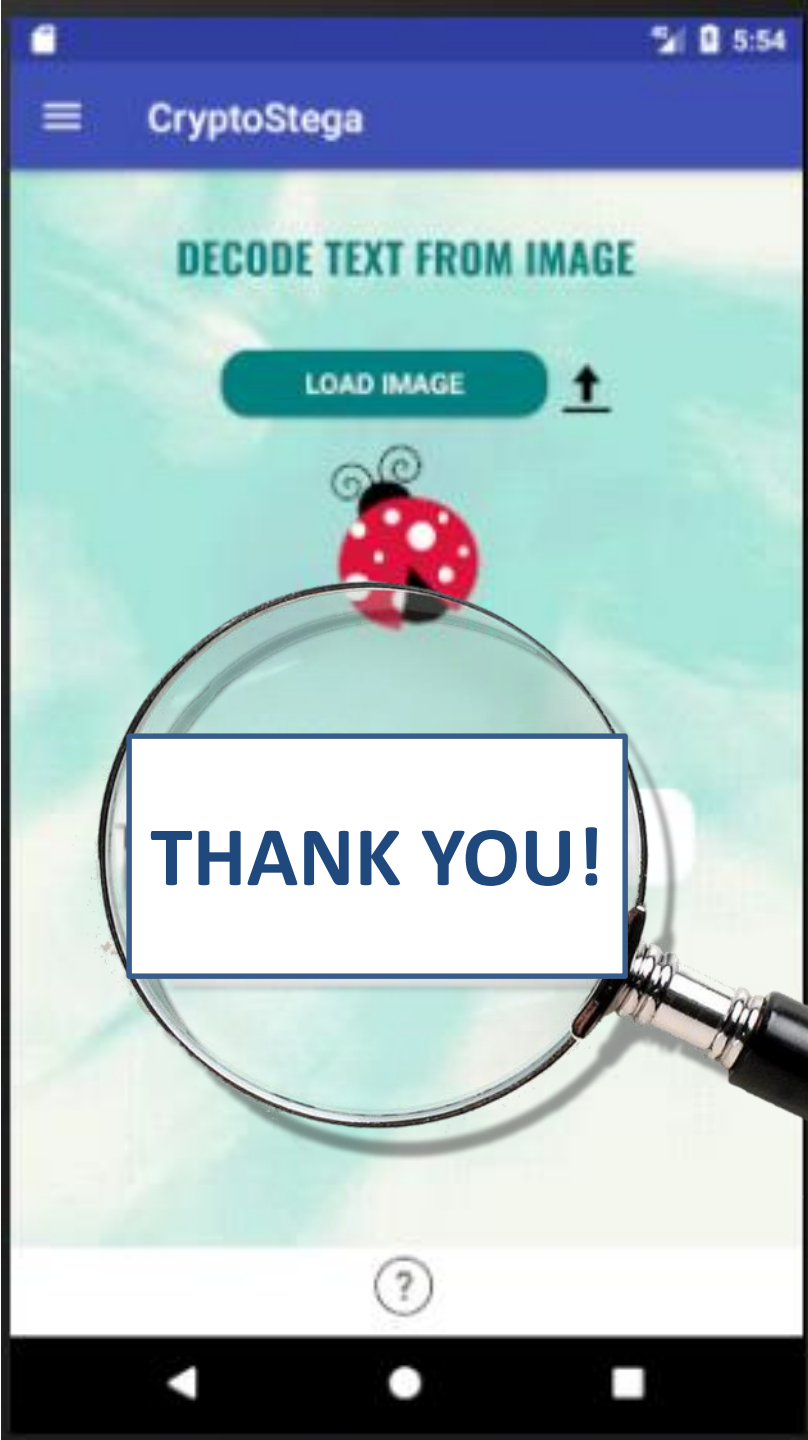 5:54
CryptoStega
DECODE TEXT FROM IMAGE
LOAD IMAGE
THANK YOU!
?